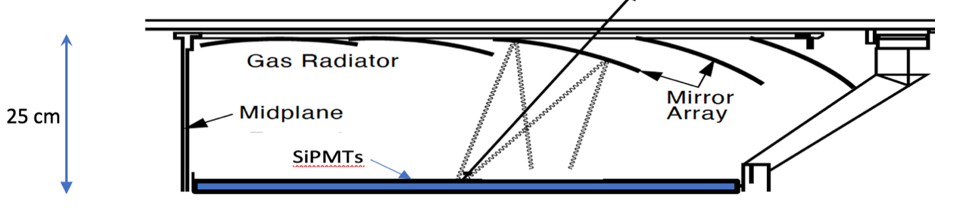 Gas Radiator
25 cm
Midplane
Mirror
Array
SiPMTs